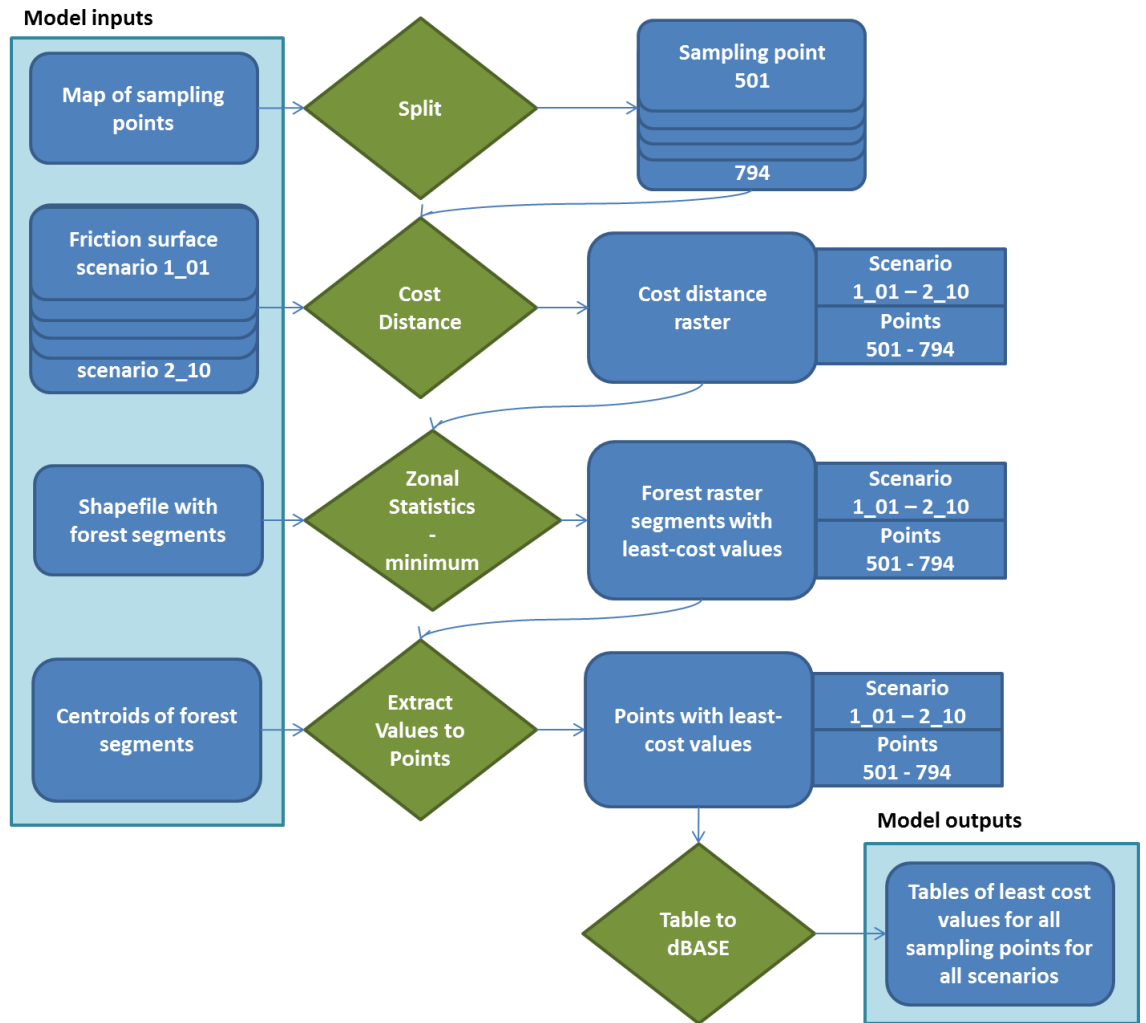 Model inputs
Map of sampling
points
Split
Sampling point
501
794
Friction surface
scenario 1_01
scenario 2_10
Cost
Distance
Cost distance
raster
Scenario
1_01 – 2_10
Points
501 - 794
Shapefile with
forest segments
Zonal
Statistics
-
minimum
Forest raster
segments with
least-cost values
Scenario
1_01 – 2_10
Points
501 - 794
Centroids of forest
segments
Extract
Values to
Points
Points with least-
cost values
Scenario
1_01 – 2_10
Points
501 - 794
Table to
dBASE
Model outputs
Tables of least cost
values for all
sampling points for
all scenarios